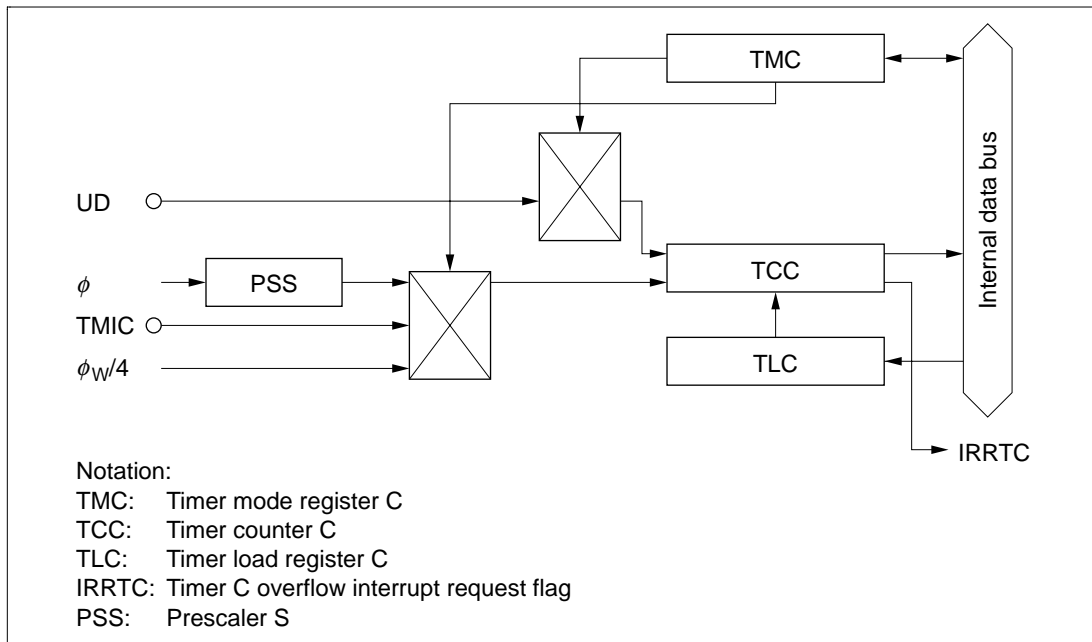 TMC
UD
TCC
Internal data bus
ϕ
PSS
TMIC
ϕW/4
TLC
IRRTC
Notation:
TMC: Timer mode register C
TCC: Timer counter C
TLC: Timer load register C
IRRTC: Timer C overflow interrupt request flag
PSS: Prescaler S